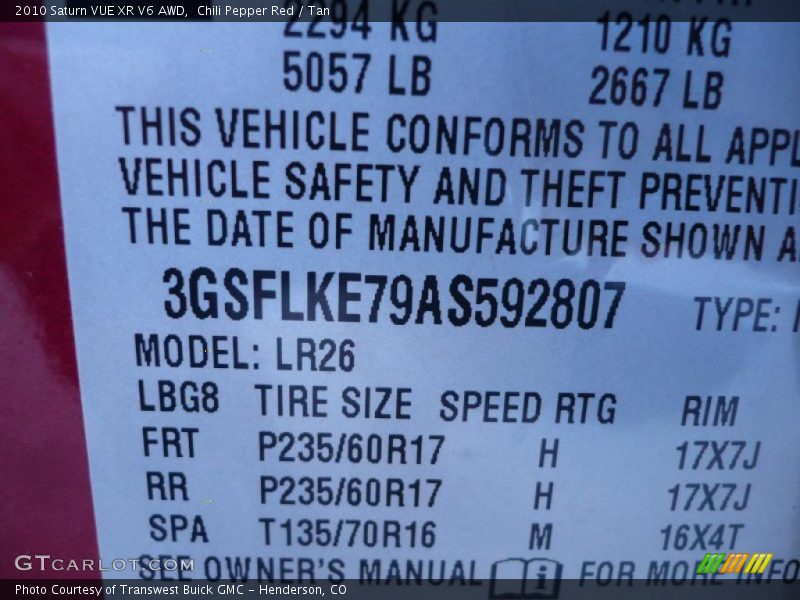 2010 Saturn VUE XR V6 AWD, Chili Pepper Red / Tan
2294 KG 1210 KG
5057 LB 2667 LB
THIS VEHICLE CONFORMS TO ALL APPL
VEHICLE SAFETY AND THEFT PREVENTI
THE DATE OF MANUFACTURE SHOWN A
3GSFLKE79AS592807 TYPE:
MODEL: LR26
LBG8 TIRE SIZE SPEED RTG RIM
FRT P235/60R17 H 17X7J
RR P235/60R17 H 17X7J
SPA T135/70R16 M 16X4T
SEE OWNER'S MANUAL i FOR MORE INFO
GTCARLOT.COM
Photo Courtesy of Transwest Buick GMC - Henderson, CO